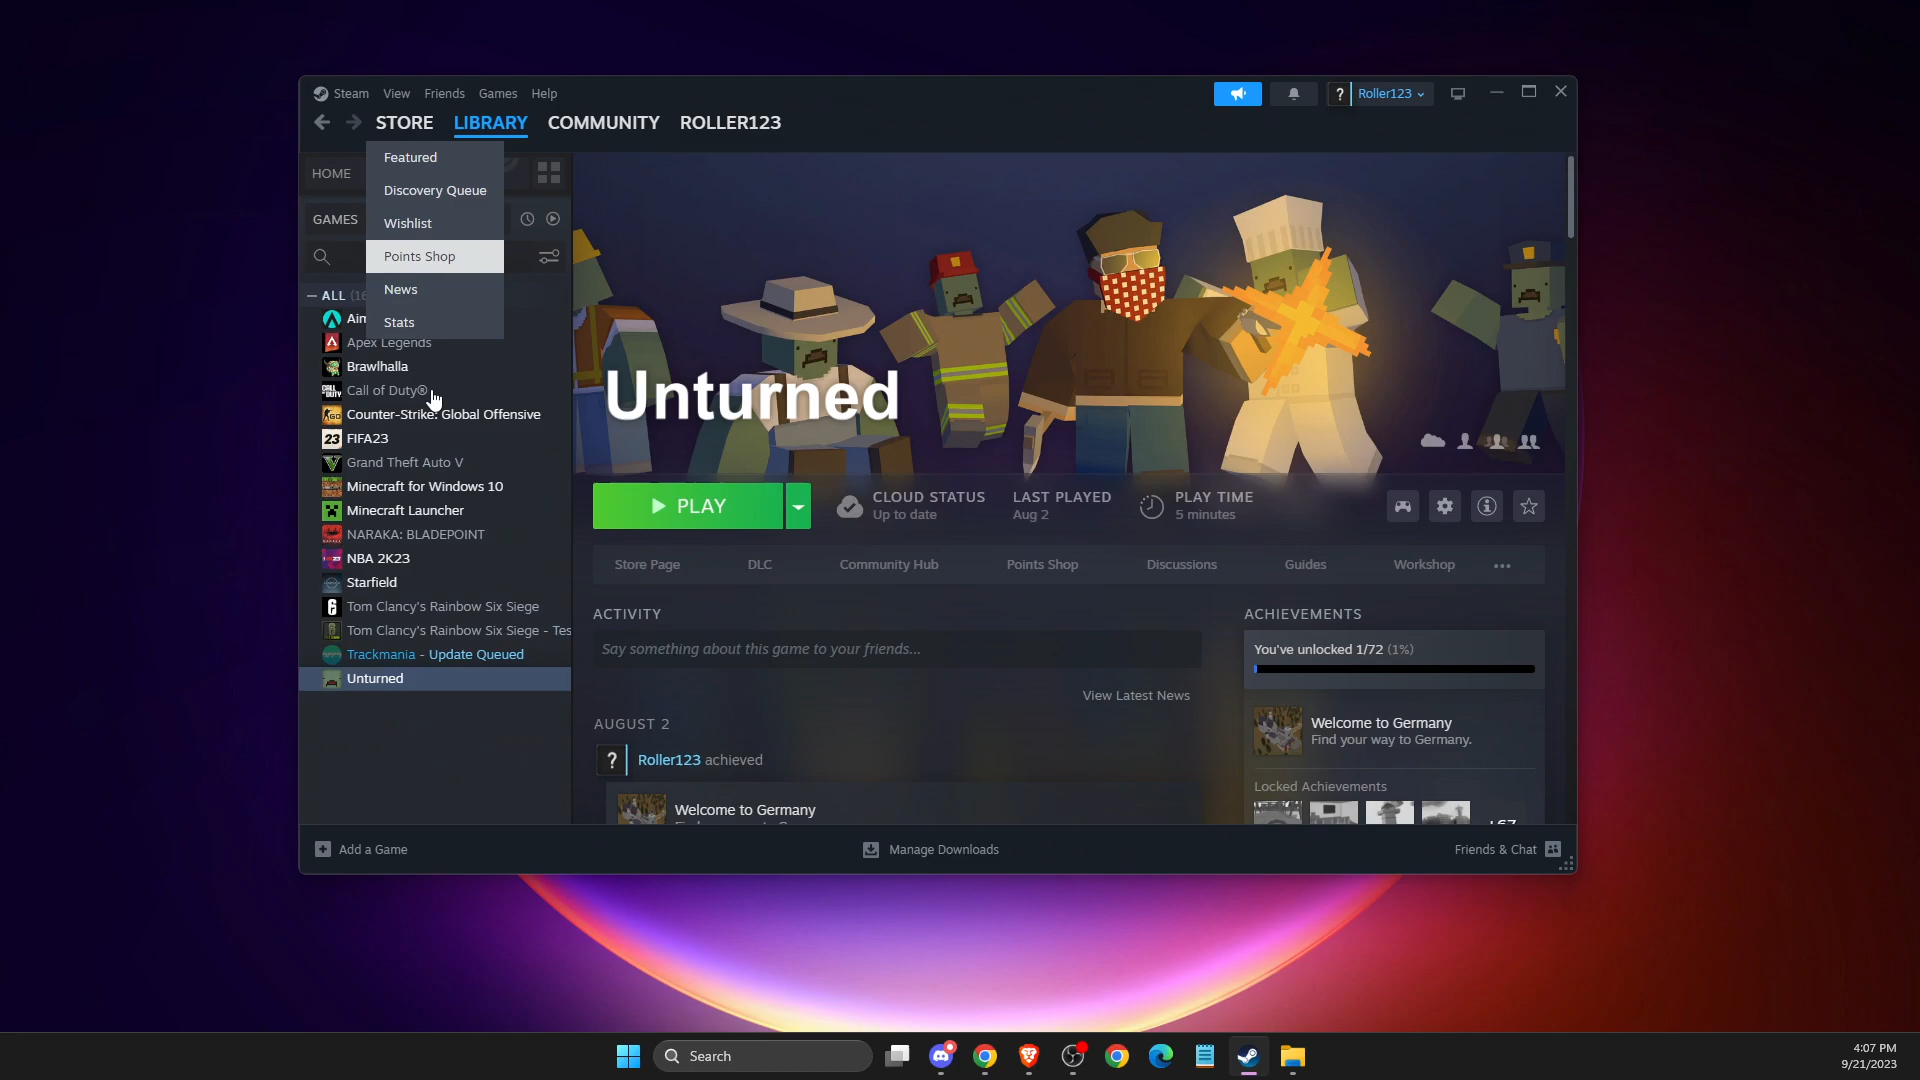 Steam View Friends Games Help
Roller123
STORE LIBRARY COMMUNITY ROLLER123
HOME
Featured
Discovery Queue
Wishlist
Points Shop
News
Stats
GAMES
ALL
Apex Legends
Brawlhalla
Call of Duty®
Counter-Strike: Global Offensive
FIFA23
Grand Theft Auto V
Minecraft for Windows 10
Minecraft Launcher
NARAKA: BLADEPOINT
NBA 2K23
Starfield
Tom Clancy's Rainbow Six Siege
Tom Clancy's Rainbow Six Siege - Tes
Trackmania - Update Queued
Unturned
Unturned
PLAY
CLOUD STATUS
Up to date
LAST PLAYED
Aug 2
PLAY TIME
5 minutes
Store Page DLC Community Hub Points Shop Discussions Guides Workshop
ACTIVITY
Say something about this game to your friends...
View Latest News
AUGUST 2
Roller123 achieved
Welcome to Germany
ACHIEVEMENTS
You've unlocked 1/72 (1%)
Welcome to Germany
Find your way to Germany.
Locked Achievements
Add a Game
Manage Downloads
Friends & Chat
Search
4:07 PM
9/21/2023